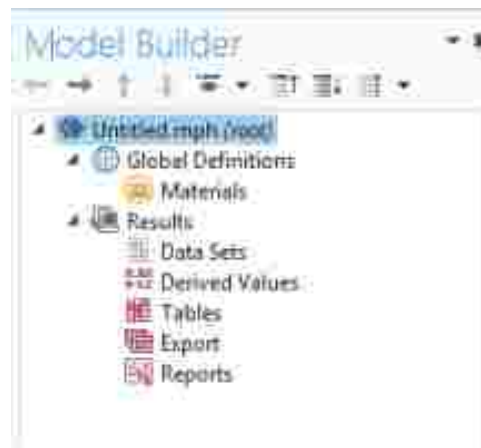 Model Builder
Untitled.mph (root)
Global Definitions
Materials
Results
Data Sets
Derived Values
Tables
Export
Reports